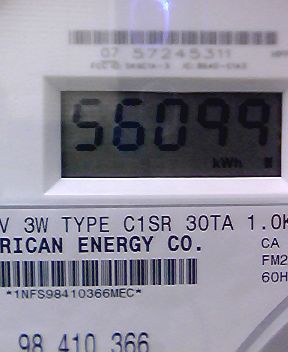 07 57245311
56099
kWh
V 3W TYPE C1SR 30TA 1.0K
RICAN ENERGY CO.
CA
FM2
60H
*1NFS98410366MEC*
98 410 366